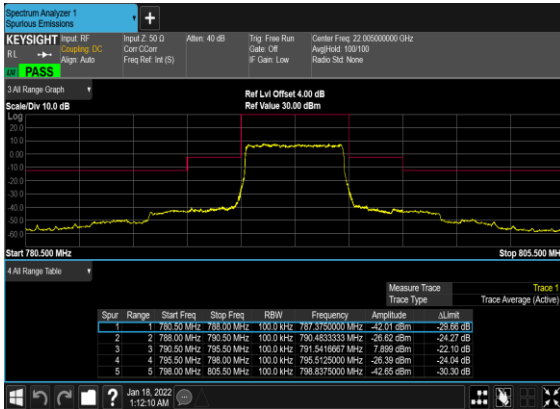 Spectrum Analyzer 1
Spurious Emissions
KEYSIGHT Input: RF Input Z: 50 Ω Atten: 40 dB Trig: Free Run Center Freq: 22.005000000 GHz
RL Coupling: DC Corr CCorr Gate: Off Avg|Hold: 100/100
Align: Auto Freq Ref: Int (S) IF Gain: Low Radio Std: None
PASS
3 All Range Graph Ref Lvl Offset 4.00 dB
Scale/Div 10.0 dB Ref Value 30.00 dBm
Log
20.0
10.0
0.00
-10.0
-20.0
-30.0
-40.0
-50.0
-60.0
Start 780.500 MHz Stop 805.500 MHz
4 All Range Table
Measure Trace Trace 1
Trace Type Trace Average (Active)
Spur Range Start Freq Stop Freq RBW Frequency Amplitude ΔLimit
1 1 780.50 MHz 788.00 MHz 100.0 kHz 787.3750000 MHz -42.01 dBm -29.66 dB
2 2 788.00 MHz 790.50 MHz 100.0 kHz 790.4833333 MHz -26.62 dBm -24.27 dB
3 3 790.50 MHz 795.50 MHz 100.0 kHz 791.5416667 MHz 7.899 dBm -22.10 dB
4 4 795.50 MHz 798.00 MHz 100.0 kHz 795.5125000 MHz -26.39 dBm -24.04 dB
5 5 798.00 MHz 805.50 MHz 100.0 kHz 798.8375000 MHz -42.65 dBm -30.30 dB
Jan 18, 2022
1:12:10 AM